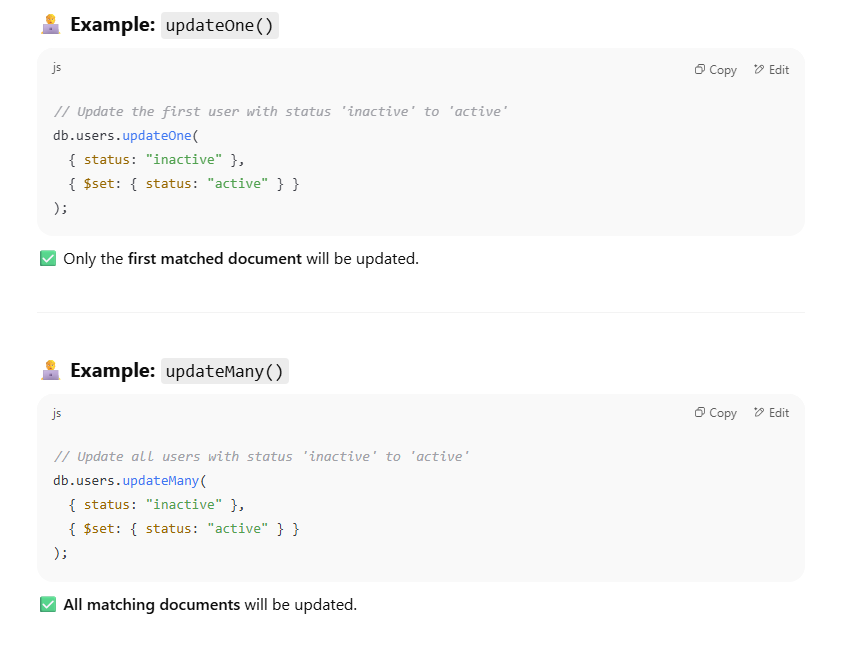 Example: updateOne()
js
Copy Edit
// Update the first user with status 'inactive' to 'active'
db.users.updateOne(
  { status: "inactive" },
  { $set: { status: "active" } }
);
Only the first matched document will be updated.
Example: updateMany()
js
Copy Edit
// Update all users with status 'inactive' to 'active'
db.users.updateMany(
  { status: "inactive" },
  { $set: { status: "active" } }
);
All matching documents will be updated.